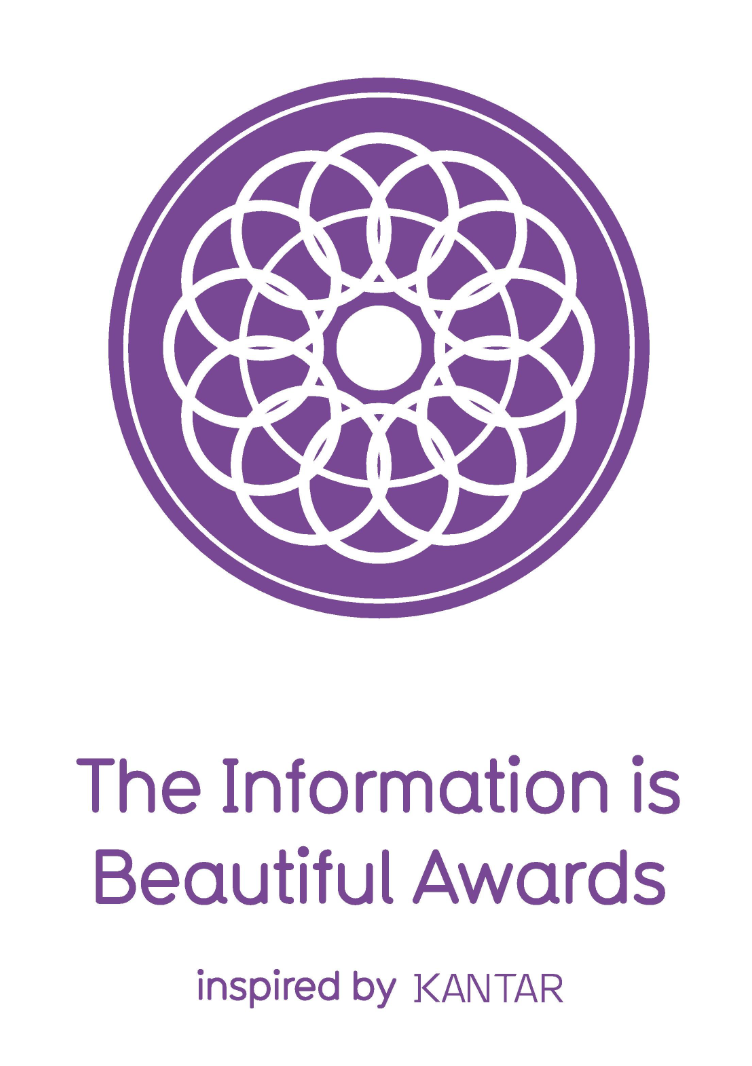 The Information is
Beautiful Awards
inspired by KANTAR